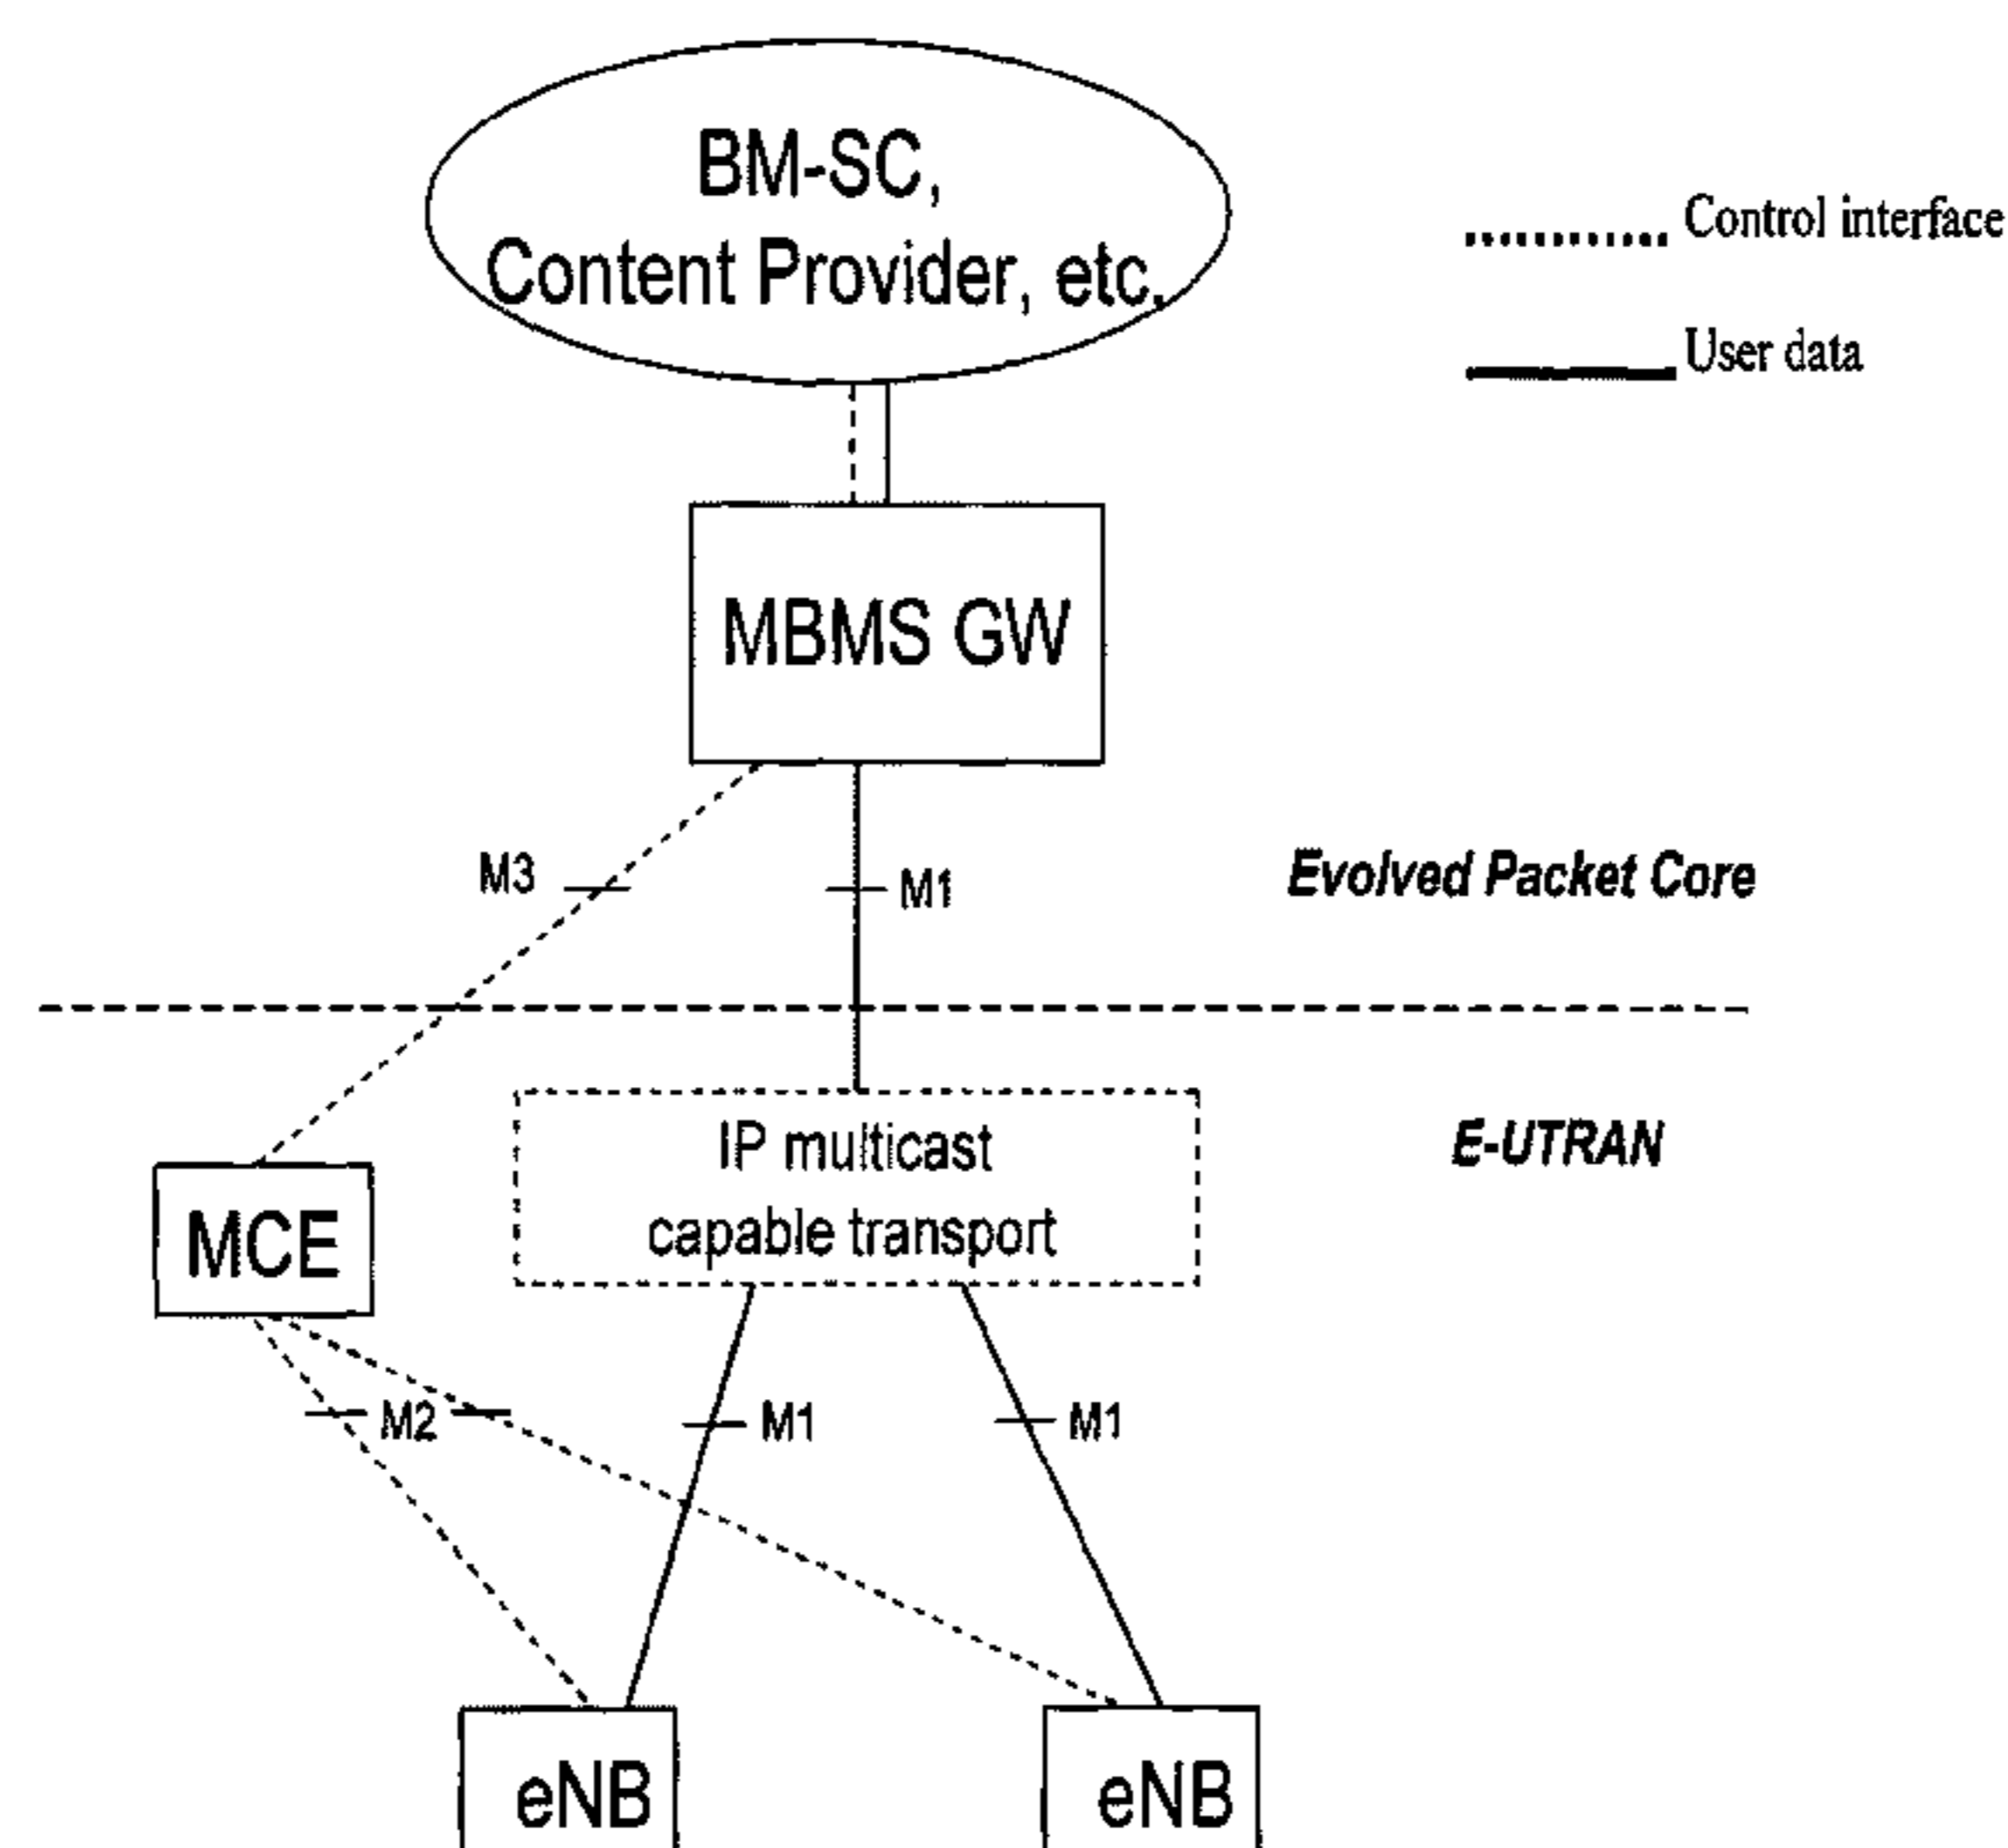 BM-SC,
Content Provider, etc.
Control interface
User data
MBMS GW
M3
M1
Evolved Packet Core
IP multicast
capable transport
E-UTRAN
MCE
M2
M1
M1
eNB
eNB